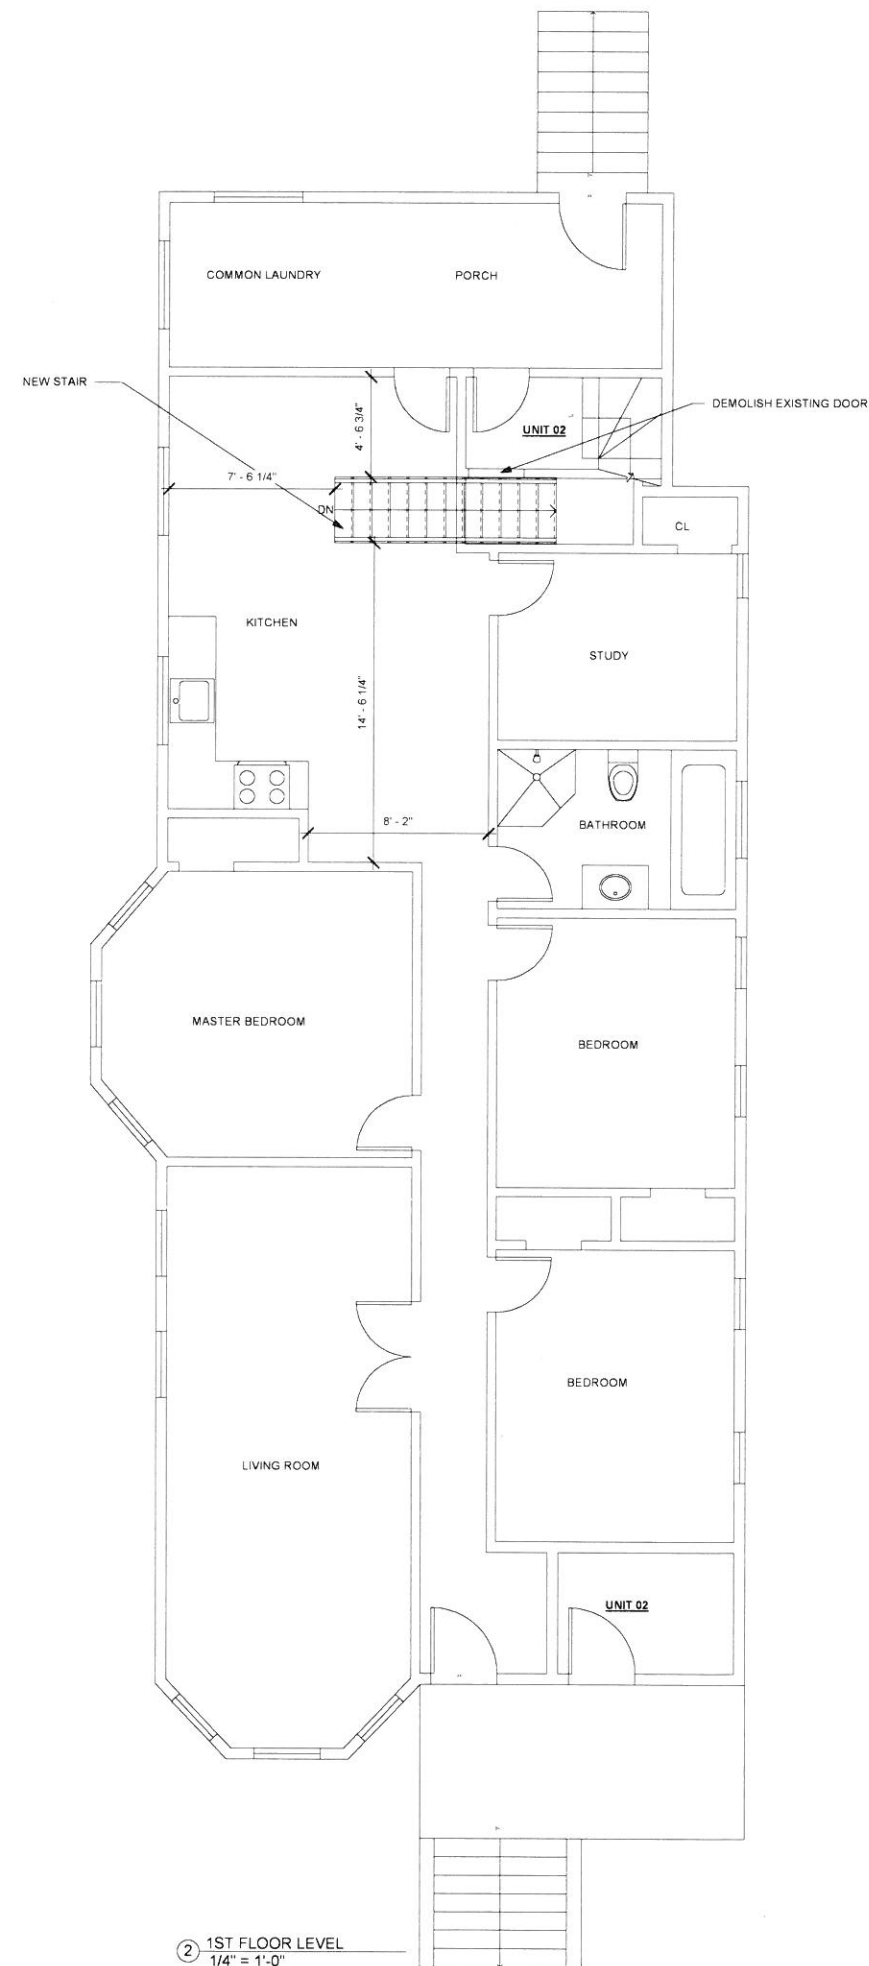 COMMON LAUNDRY
PORCH
NEW STAIR
DEMOLISH EXISTING DOOR
4' - 6 3/4"
UNIT 02
7' - 6 1/4"
DN
CL
KITCHEN
STUDY
14' - 6 1/4"
8' - 2"
BATHROOM
MASTER BEDROOM
BEDROOM
BEDROOM
LIVING ROOM
UNIT 02
2
1ST FLOOR LEVEL
1/4" = 1'-0"